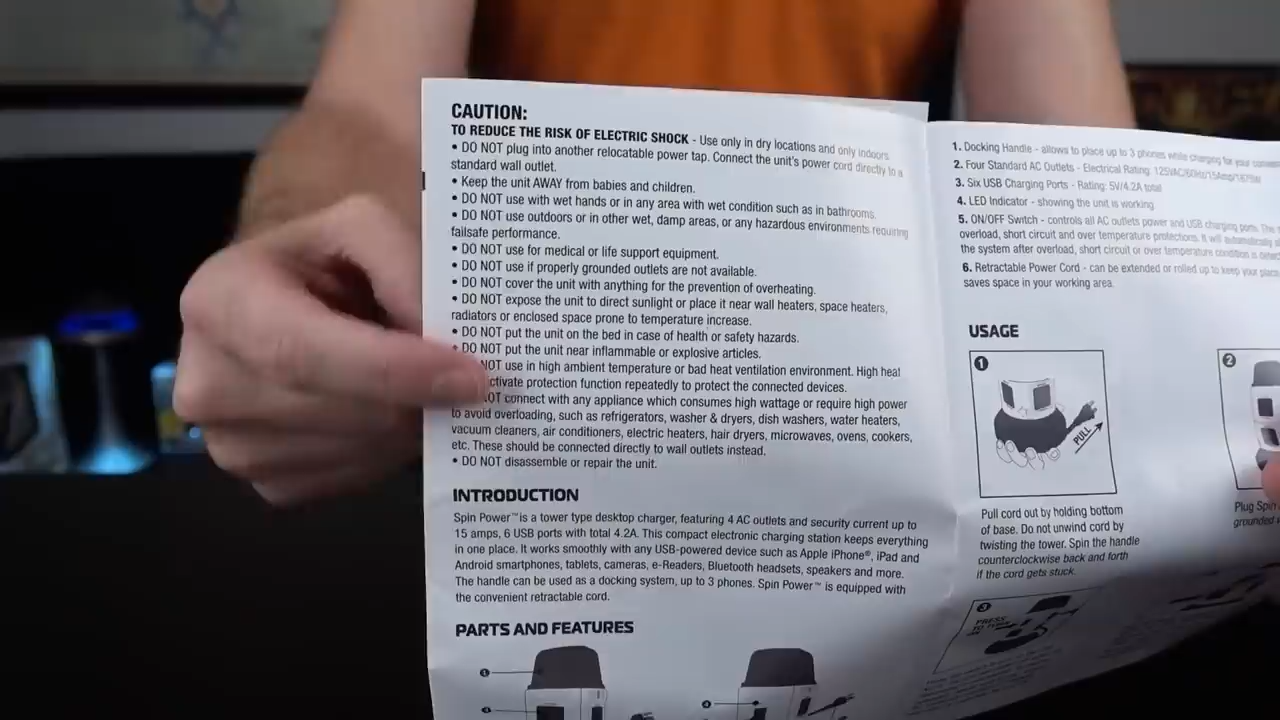 CAUTION:
TO REDUCE THE RISK OF ELECTRIC SHOCK - Use only in dry locations and only indoors.
• DO NOT plug into another relocatable power tap. Connect the unit's power cord directly to a
standard wall outlet.
• Keep the unit AWAY from babies and children.
• DO NOT use with wet hands or in any area with wet condition such as in bathrooms.
• DO NOT use outdoors or in other wet, damp areas, or any hazardous environments requiring
failsafe performance.
• DO NOT use for medical or life support equipment.
• DO NOT use if properly grounded outlets are not available.
• DO NOT cover the unit with anything for the prevention of overheating.
• DO NOT expose the unit to direct sunlight or place it near wall heaters, space heaters,
radiators or enclosed space prone to temperature increase.
• DO NOT put the unit on the bed in case of health or safety hazards.
• DO NOT put the unit near inflammable or explosive articles.
NOT use in high ambient temperature or bad heat ventilation environment. High heat
ctivate protection function repeatedly to protect the connected devices.
OT connect with any appliance which consumes high wattage or require high power
to avoid overloading, such as refrigerators, washer & dryers, dish washers, water heaters,
vacuum cleaners, air conditioners, electric heaters, hair dryers, microwaves, ovens, cookers,
etc. These should be connected directly to wall outlets instead.
• DO NOT disassemble or repair the unit.
INTRODUCTION
Spin Power™ is a tower type desktop charger, featuring 4 AC outlets and security current up to
15 amps, 6 USB ports with total 4.2A. This compact electronic charging station keeps everything
in one place. It works smoothly with any USB-powered device such as Apple iPhone®, iPad and
Android smartphones, tablets, cameras, e-Readers, Bluetooth headsets, speakers and more.
The handle can be used as a docking system, up to 3 phones. Spin Power™ is equipped with
the convenient retractable cord.
PARTS AND FEATURES
1
4
2
1. Docking Handle - allows to place up to 3 phones while charging for your
2. Four Standard AC Outlets - Electrical Rating: 125VAC/60Hz/15Amp/1875W
3. Six USB Charging Ports - Rating: 5V/4.2A total
4. LED Indicator - showing the unit is working
5. ON/OFF Switch - controls all AC outlets power and USB charging ports. The
overload, short circuit and over temperature protections. It will automatically
the system after overload, short circuit or over temperature condition is
6. Retractable Power Cord - can be extended or rolled up to keep your
saves space in your working area.
USAGE
1
PULL
2
Pull cord out by holding bottom
of base. Do not unwind cord by
twisting the tower. Spin the handle
counterclockwise back and forth
if the cord gets stuck.
Plug Spin
grounded
3
PRESS